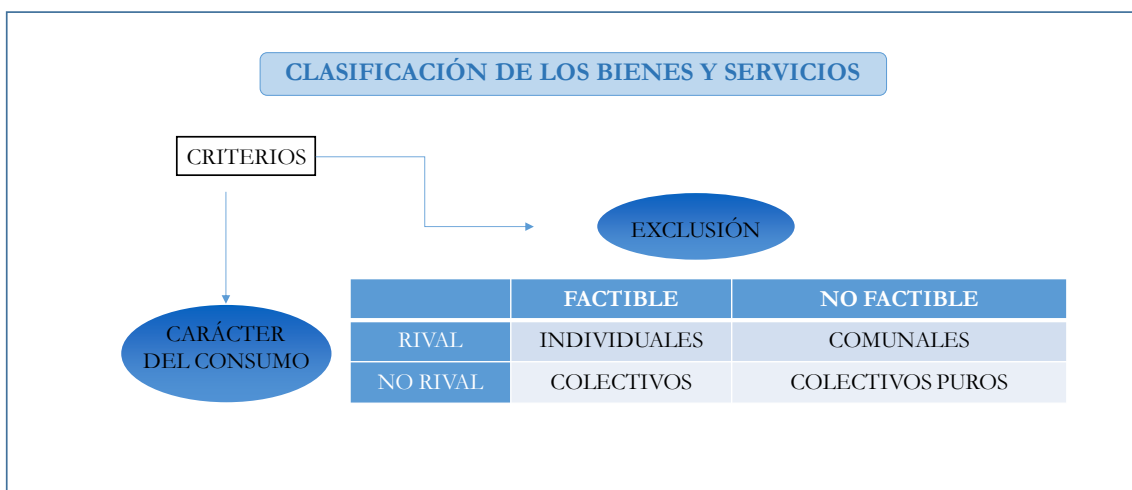 CLASIFICACIÓN DE LOS BIENES Y SERVICIOS
CRITERIOS
EXCLUSIÓN
CARÁCTER
DEL CONSUMO
FACTIBLE NO FACTIBLE
RIVAL INDIVIDUALES COMUNALES
NO RIVAL COLECTIVOS COLECTIVOS PUROS